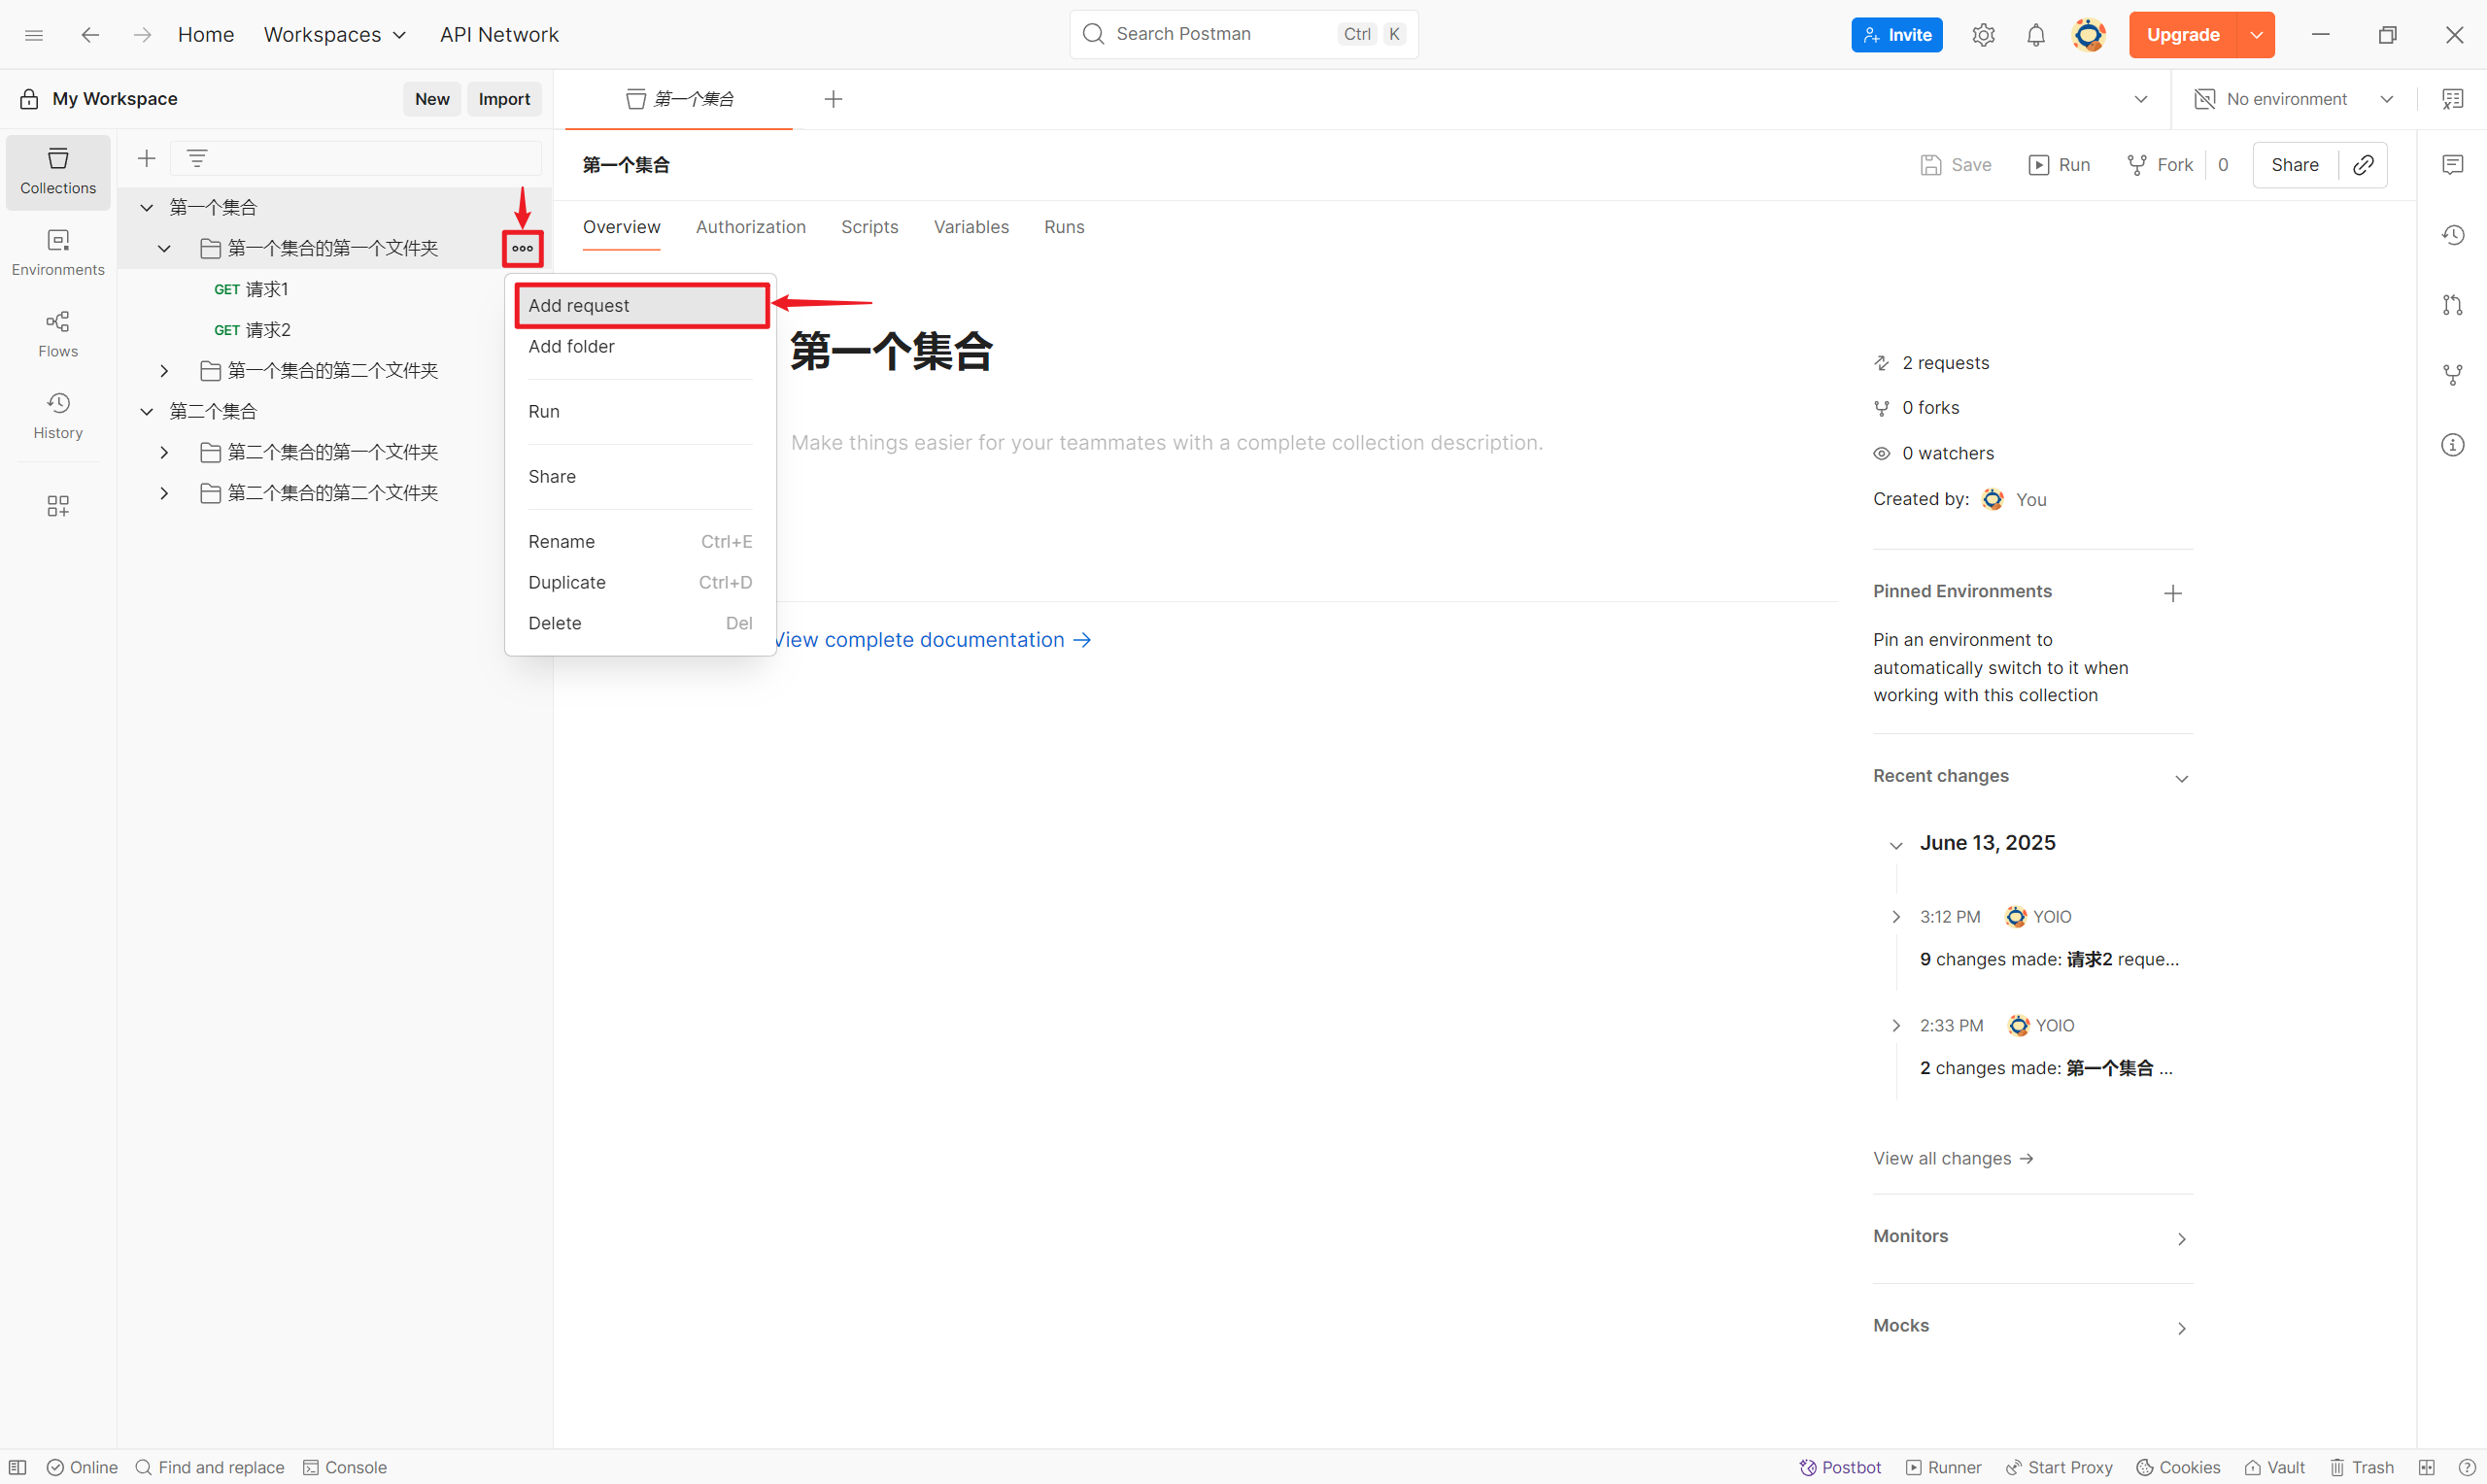 Home Workspaces API Network Search Postman Ctrl K Invite Upgrade
My Workspace New Import 第一个集合 No environment
Collections
Environments
Flows
History
第一个集合
第一个集合的第一个文件夹
GET 请求1
GET 请求2
第一个集合的第二个文件夹
第二个集合
第二个集合的第一个文件夹
第二个集合的第二个文件夹
Add request
Add folder
Run
Share
Rename Ctrl+E
Duplicate Ctrl+D
Delete Del
第一个集合 Save Run Fork 0 Share
Overview Authorization Scripts Variables Runs
第一个集合
Make things easier for your teammates with a complete collection description.
View complete documentation →
2 requests
0 forks
0 watchers
Created by: You
Pinned Environments
Pin an environment to
automatically switch to it when
working with this collection
Recent changes
June 13, 2025
3:12 PM YOIO
9 changes made: 请求2 reque...
2:33 PM YOIO
2 changes made: 第一个集合 ...
View all changes →
Monitors
Mocks
Online Find and replace Console Postbot Runner Start Proxy Cookies Vault Trash